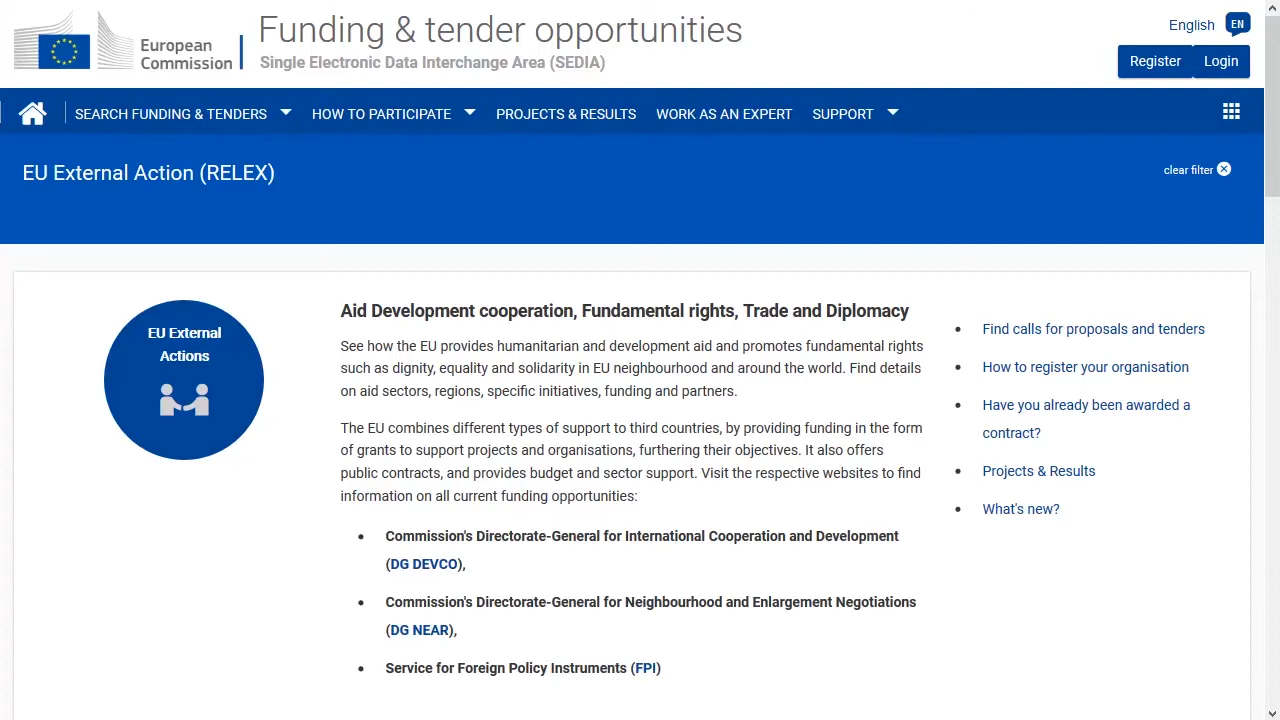 European
Commission
Funding & tender opportunities
Single Electronic Data Interchange Area (SEDIA)
English EN
Register Login
SEARCH FUNDING & TENDERS HOW TO PARTICIPATE PROJECTS & RESULTS WORK AS AN EXPERT SUPPORT
EU External Action (RELEX)
clear filter
EU External
Actions
Aid Development cooperation, Fundamental rights, Trade and Diplomacy
See how the EU provides humanitarian and development aid and promotes fundamental rights
such as dignity, equality and solidarity in EU neighbourhood and around the world. Find details
on aid sectors, regions, specific initiatives, funding and partners.
The EU combines different types of support to third countries, by providing funding in the form
of grants to support projects and organisations, furthering their objectives. It also offers
public contracts, and provides budget and sector support. Visit the respective websites to find
information on all current funding opportunities:
• Commission's Directorate-General for International Cooperation and Development
(DG DEVCO),
• Commission's Directorate-General for Neighbourhood and Enlargement Negotiations
(DG NEAR),
• Service for Foreign Policy Instruments (FPI)
• Find calls for proposals and tenders
• How to register your organisation
• Have you already been awarded a
contract?
• Projects & Results
• What's new?